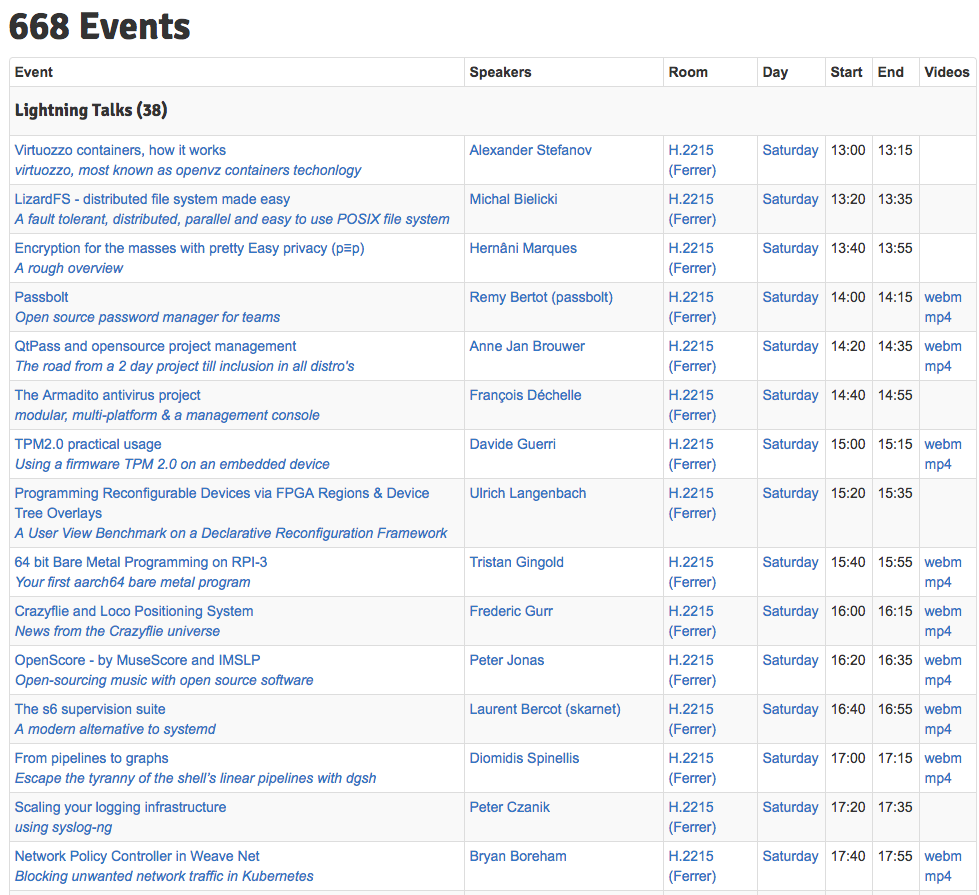 668 Events
Event Speakers Room Day Start End Videos
Lightning Talks (38)
Virtuozzo containers, how it works Alexander Stefanov H.2215 Saturday 13:00 13:15
virtuozzo, most known as openvz containers techonlogy (Ferrer)
LizardFS - distributed file system made easy Michal Bielicki H.2215 Saturday 13:20 13:35
A fault tolerant, distributed, parallel and easy to use POSIX file system (Ferrer)
Encryption for the masses with pretty Easy privacy (p≡p) Hernâni Marques H.2215 Saturday 13:40 13:55
A rough overview (Ferrer)
Passbolt Remy Bertot (passbolt) H.2215 Saturday 14:00 14:15 webm
Open source password manager for teams (Ferrer) mp4
QtPass and opensource project management Anne Jan Brouwer H.2215 Saturday 14:20 14:35 webm
The road from a 2 day project till inclusion in all distro's (Ferrer) mp4
The Armadito antivirus project François Déchelle H.2215 Saturday 14:40 14:55
modular, multi-platform & a management console (Ferrer)
TPM2.0 practical usage Davide Guerri H.2215 Saturday 15:00 15:15 webm
Using a firmware TPM 2.0 on an embedded device (Ferrer) mp4
Programming Reconfigurable Devices via FPGA Regions & Device Ulrich Langenbach H.2215 Saturday 15:20 15:35
Tree Overlays (Ferrer)
A User View Benchmark on a Declarative Reconfiguration Framework
64 bit Bare Metal Programming on RPI-3 Tristan Gingold H.2215 Saturday 15:40 15:55 webm
Your first aarch64 bare metal program (Ferrer) mp4
Crazyflie and Loco Positioning System Frederic Gurr H.2215 Saturday 16:00 16:15 webm
News from the Crazyflie universe (Ferrer) mp4
OpenScore - by MuseScore and IMSLP Peter Jonas H.2215 Saturday 16:20 16:35 webm
Open-sourcing music with open source software (Ferrer) mp4
The s6 supervision suite Laurent Bercot (skarnet) H.2215 Saturday 16:40 16:55 webm
A modern alternative to systemd (Ferrer) mp4
From pipelines to graphs Diomidis Spinellis H.2215 Saturday 17:00 17:15 webm
Escape the tyranny of the shell's linear pipelines with dgsh (Ferrer) mp4
Scaling your logging infrastructure Peter Czanik H.2215 Saturday 17:20 17:35
using syslog-ng (Ferrer)
Network Policy Controller in Weave Net Bryan Boreham H.2215 Saturday 17:40 17:55 webm
Blocking unwanted network traffic in Kubernetes (Ferrer) mp4